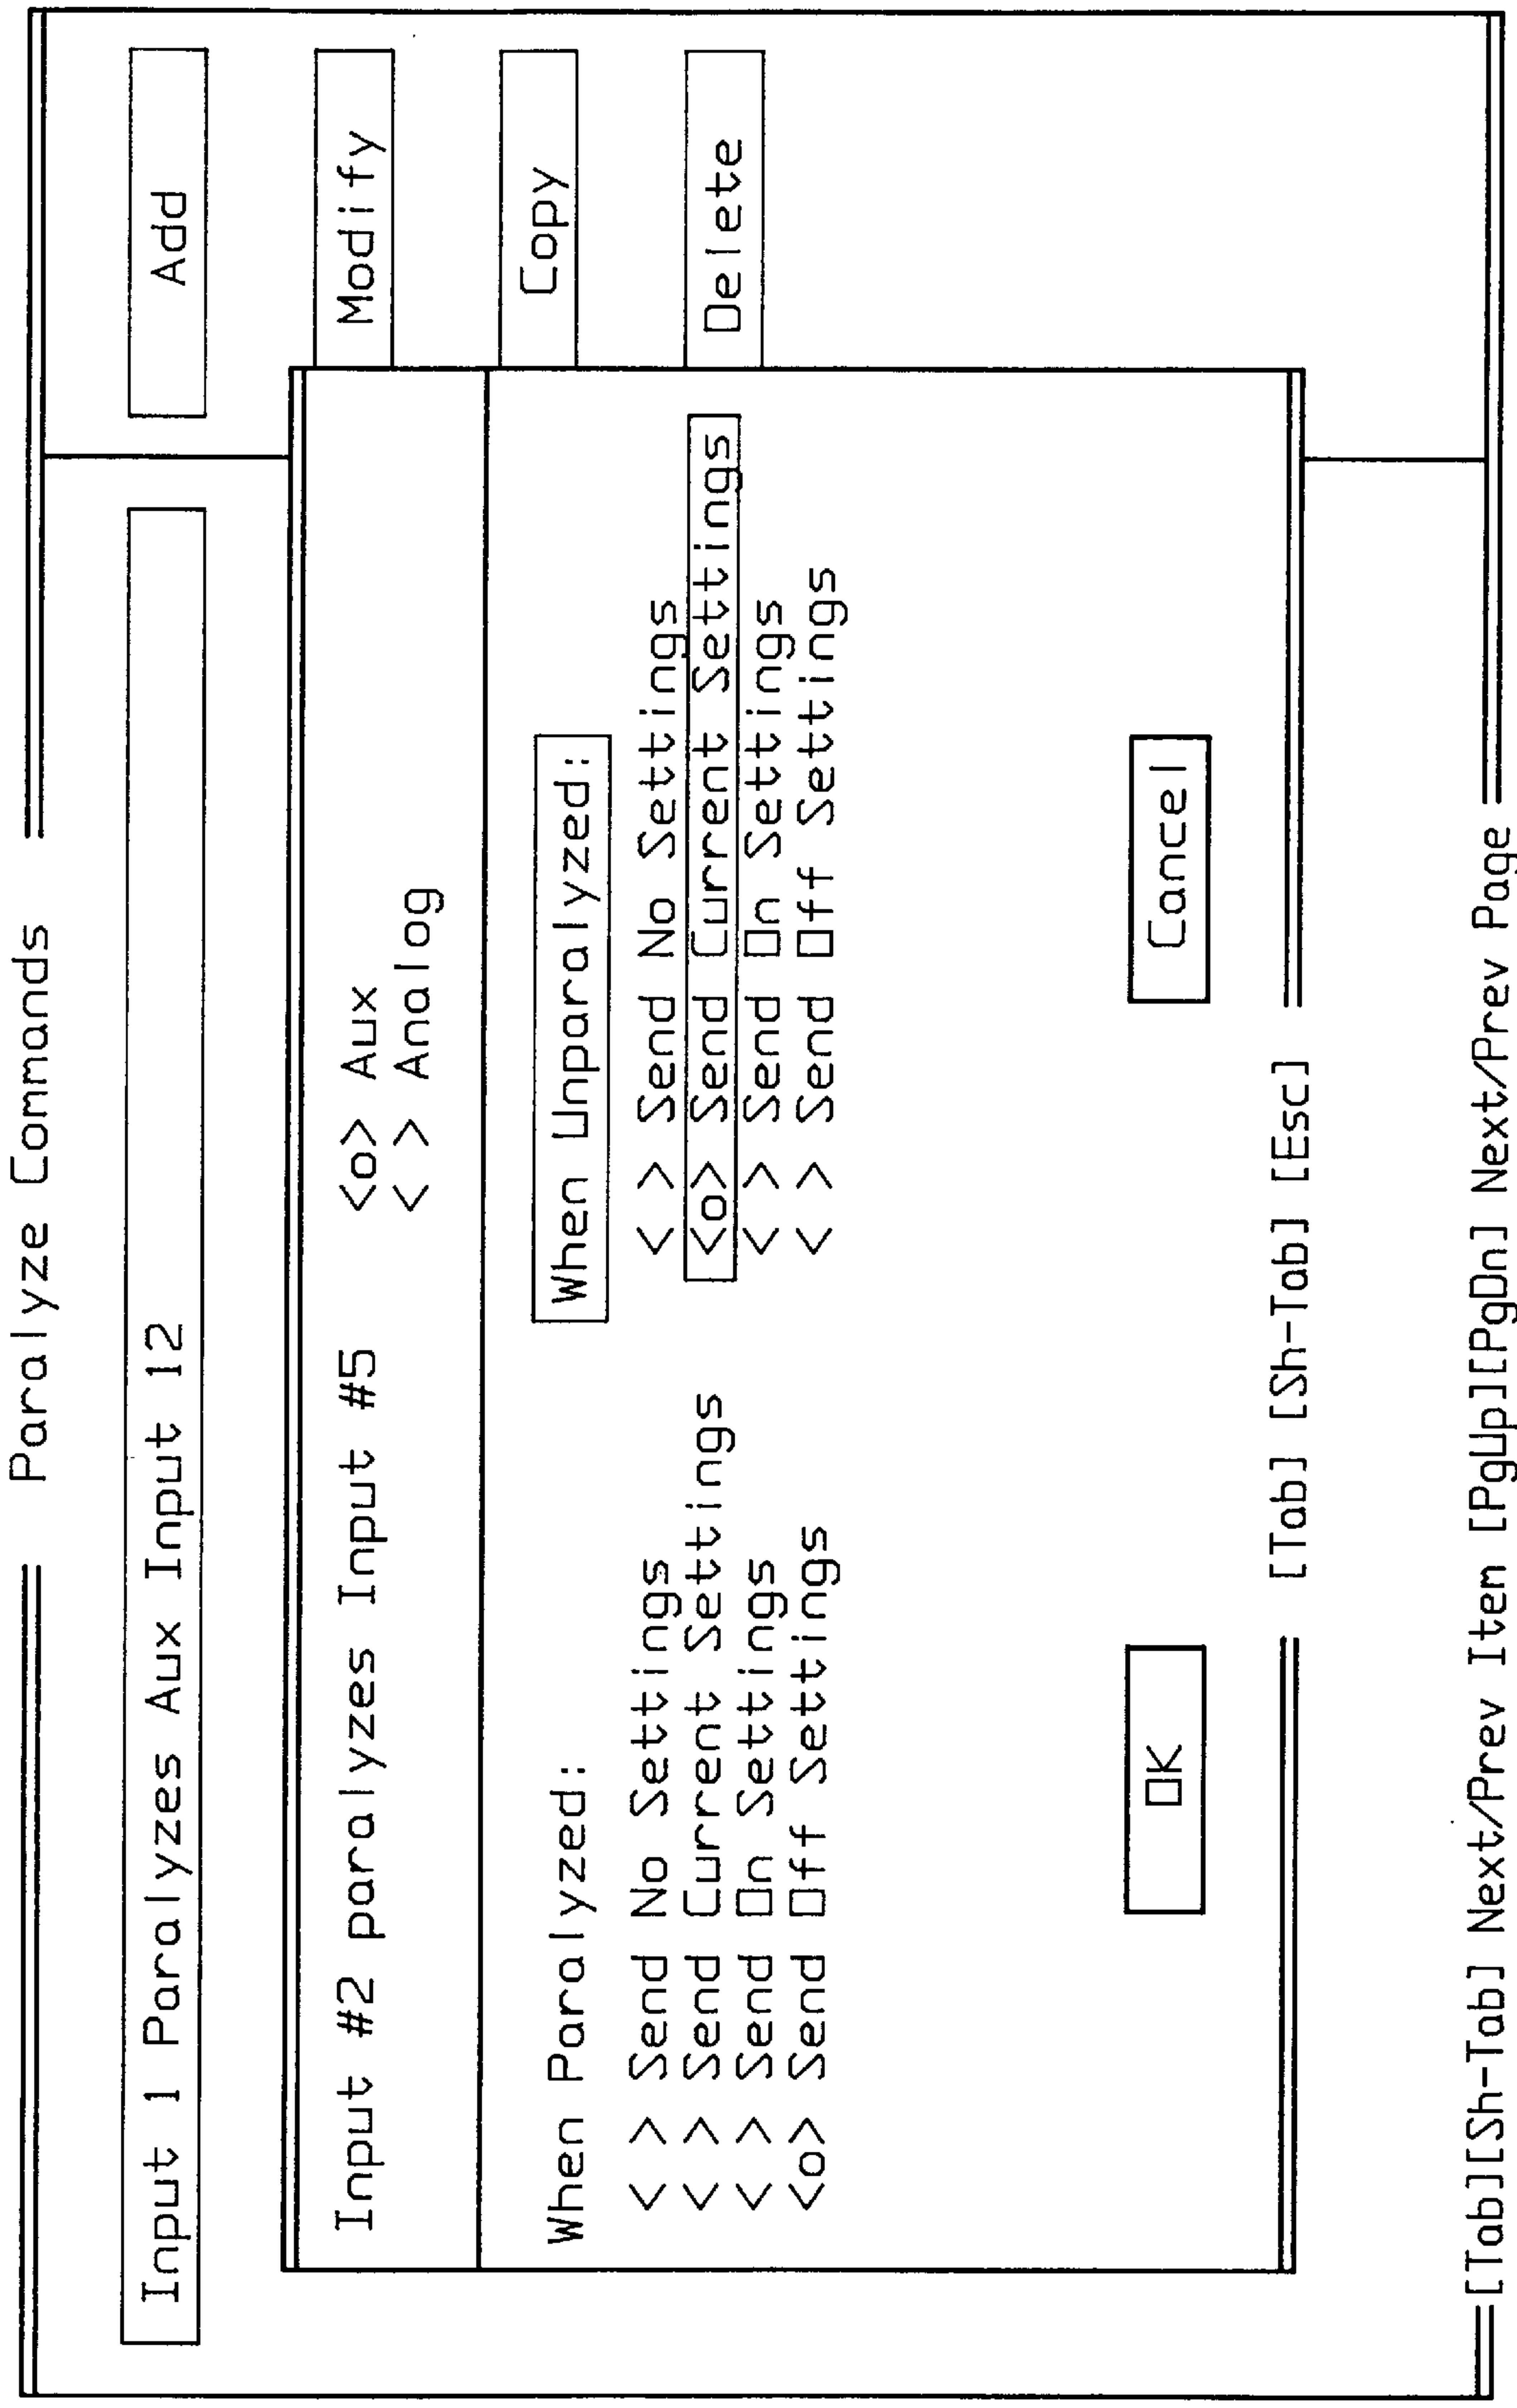 Paralyze Commands
Input 1 Paralyzes Aux Input 12
Add
Modify
Copy
Delete
Input #2 paralyzes Input #5
<o> Aux
< > Analog
When Paralyzed:
< > Send No Settings
< > Send Current Settings
< > Send On Settings
<o> Send Off Settings
When Unparalyzed:
< > Send No Settings
<o> Send Current Settings
< > Send On Settings
< > Send Off Settings
OK
Cancel
[Tab] [Sh-Tab] [Esc]
[Tab][Sh-Tab] Next/Prev Item [PgUp][PgDn] Next/Prev Page